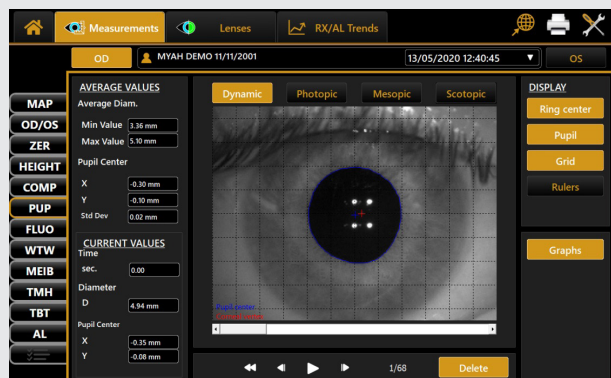 Measurements
Lenses
RX/AL Trends
OD
MYAH DEMO 11/11/2001
13/05/2020 12:40:45
OS
MAP
OD/OS
ZER
HEIGHT
COMP
PUP
FLUO
WTW
MEIB
TMH
TBT
AL
AVERAGE VALUES
Average Diam.
Min Value 3.36 mm
Max Value 5.10 mm
Pupil Center
X -0.30 mm
Y -0.10 mm
Std Dev 0.02 mm
CURRENT VALUES
Time
sec. 0.00
Diameter
D 4.94 mm
Pupil Center
X -0.35 mm
Y -0.08 mm
Dynamic
Photopic
Mesopic
Scotopic
Pupil center
1/68
Delete
DISPLAY
Ring center
Pupil
Grid
Rulers
Graphs